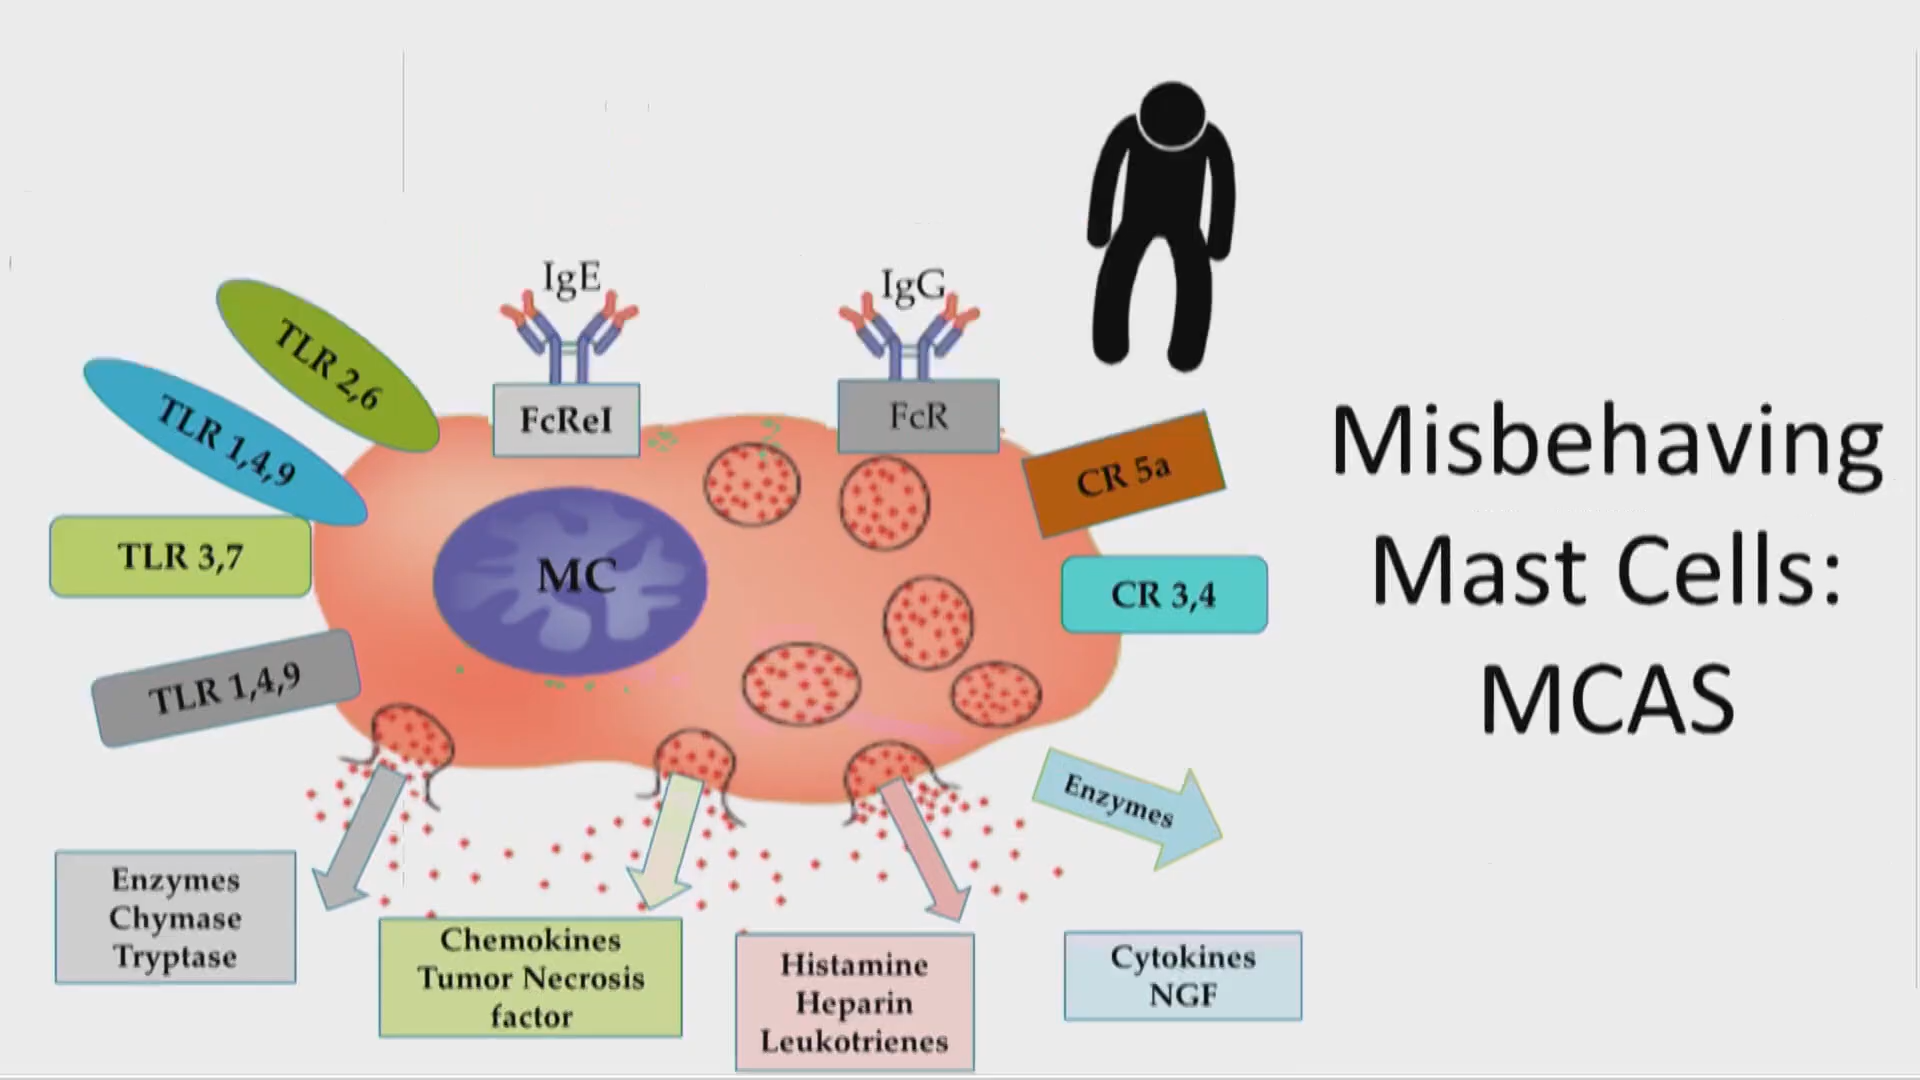 IgE
IgG
TLR 2,6
TLR 1,4,9
FcReI
FcR
CR 5a
TLR 3,7
MC
CR 3,4
TLR 1,4,9
Misbehaving
Mast Cells:
MCAS
Enzymes
Enzymes
Chymase
Tryptase
Chemokines
Tumor Necrosis
factor
Histamine
Heparin
Leukotrienes
Cytokines
NGF